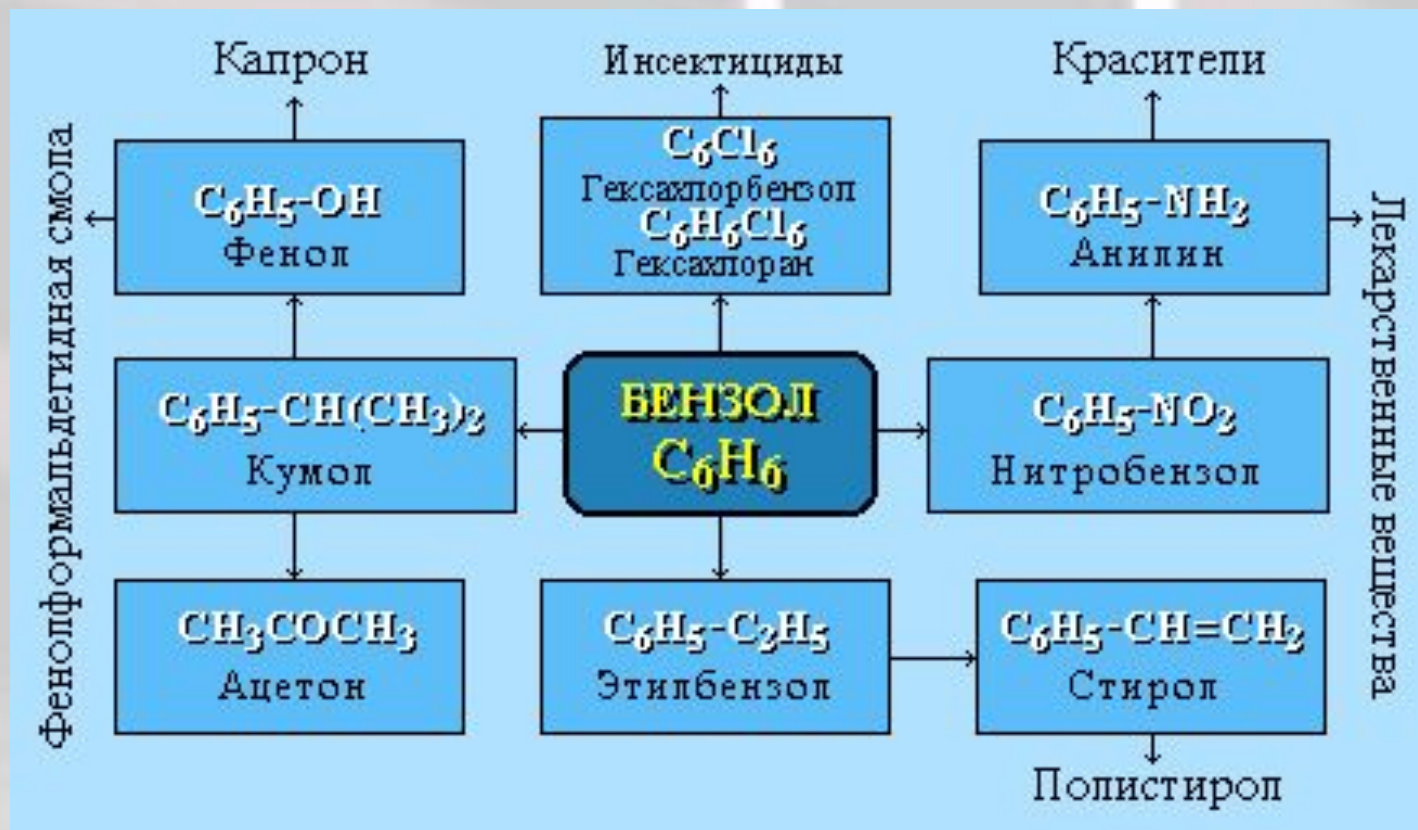 Капрон
Инсектициды
Красители
Фенолформальдегидная смола
C₆H₅-OH
Фенол
C₆Cl₆
Гексахлорбензол
C₆H₆Cl₆
Гексахлоран
C₆H₅-NH₂
Анилин
Лекарственные вещества
C₆H₅-CH(CH₃)₂
Кумол
БЕНЗОЛ
C₆H₆
C₆H₅-NO₂
Нитробензол
CH₃COCH₃
Ацетон
C₆H₅-C₂H₅
Этилбензол
C₆H₅-CH=CH₂
Стирол
Полистирол